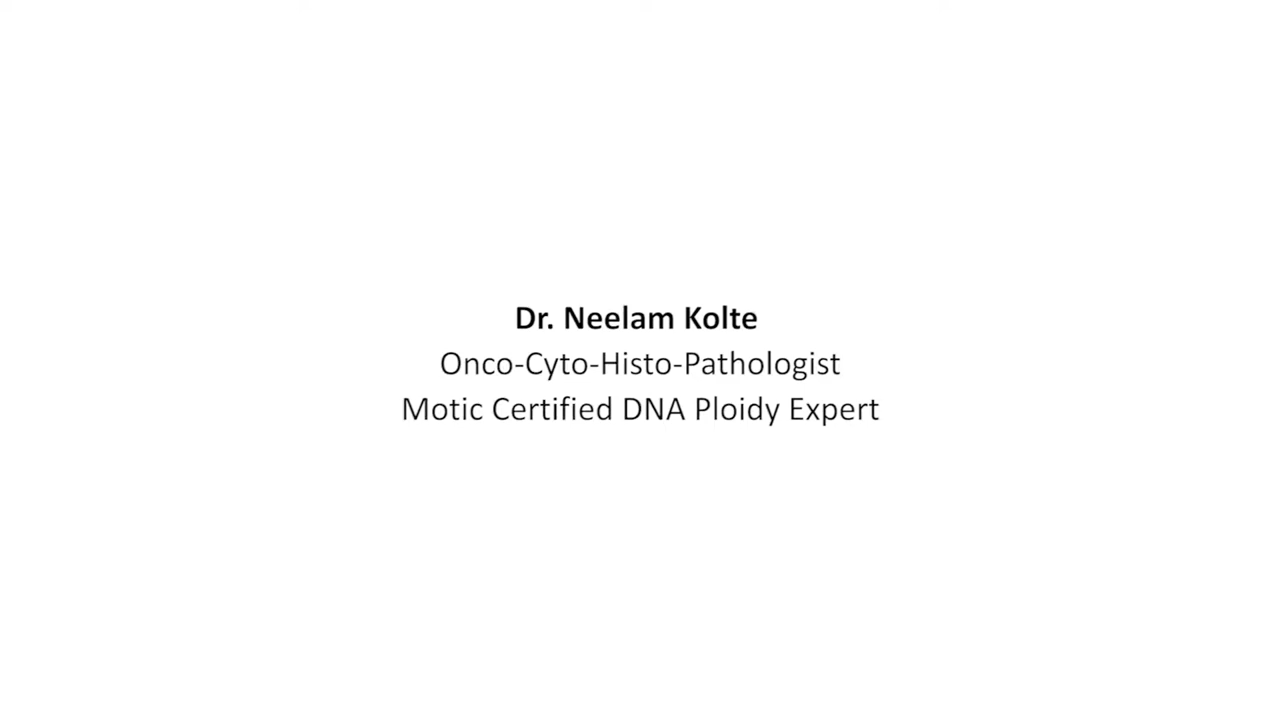 Dr. Neelam Kolte
Onco-Cyto-Histo-Pathologist
Motic Certified DNA Ploidy Expert